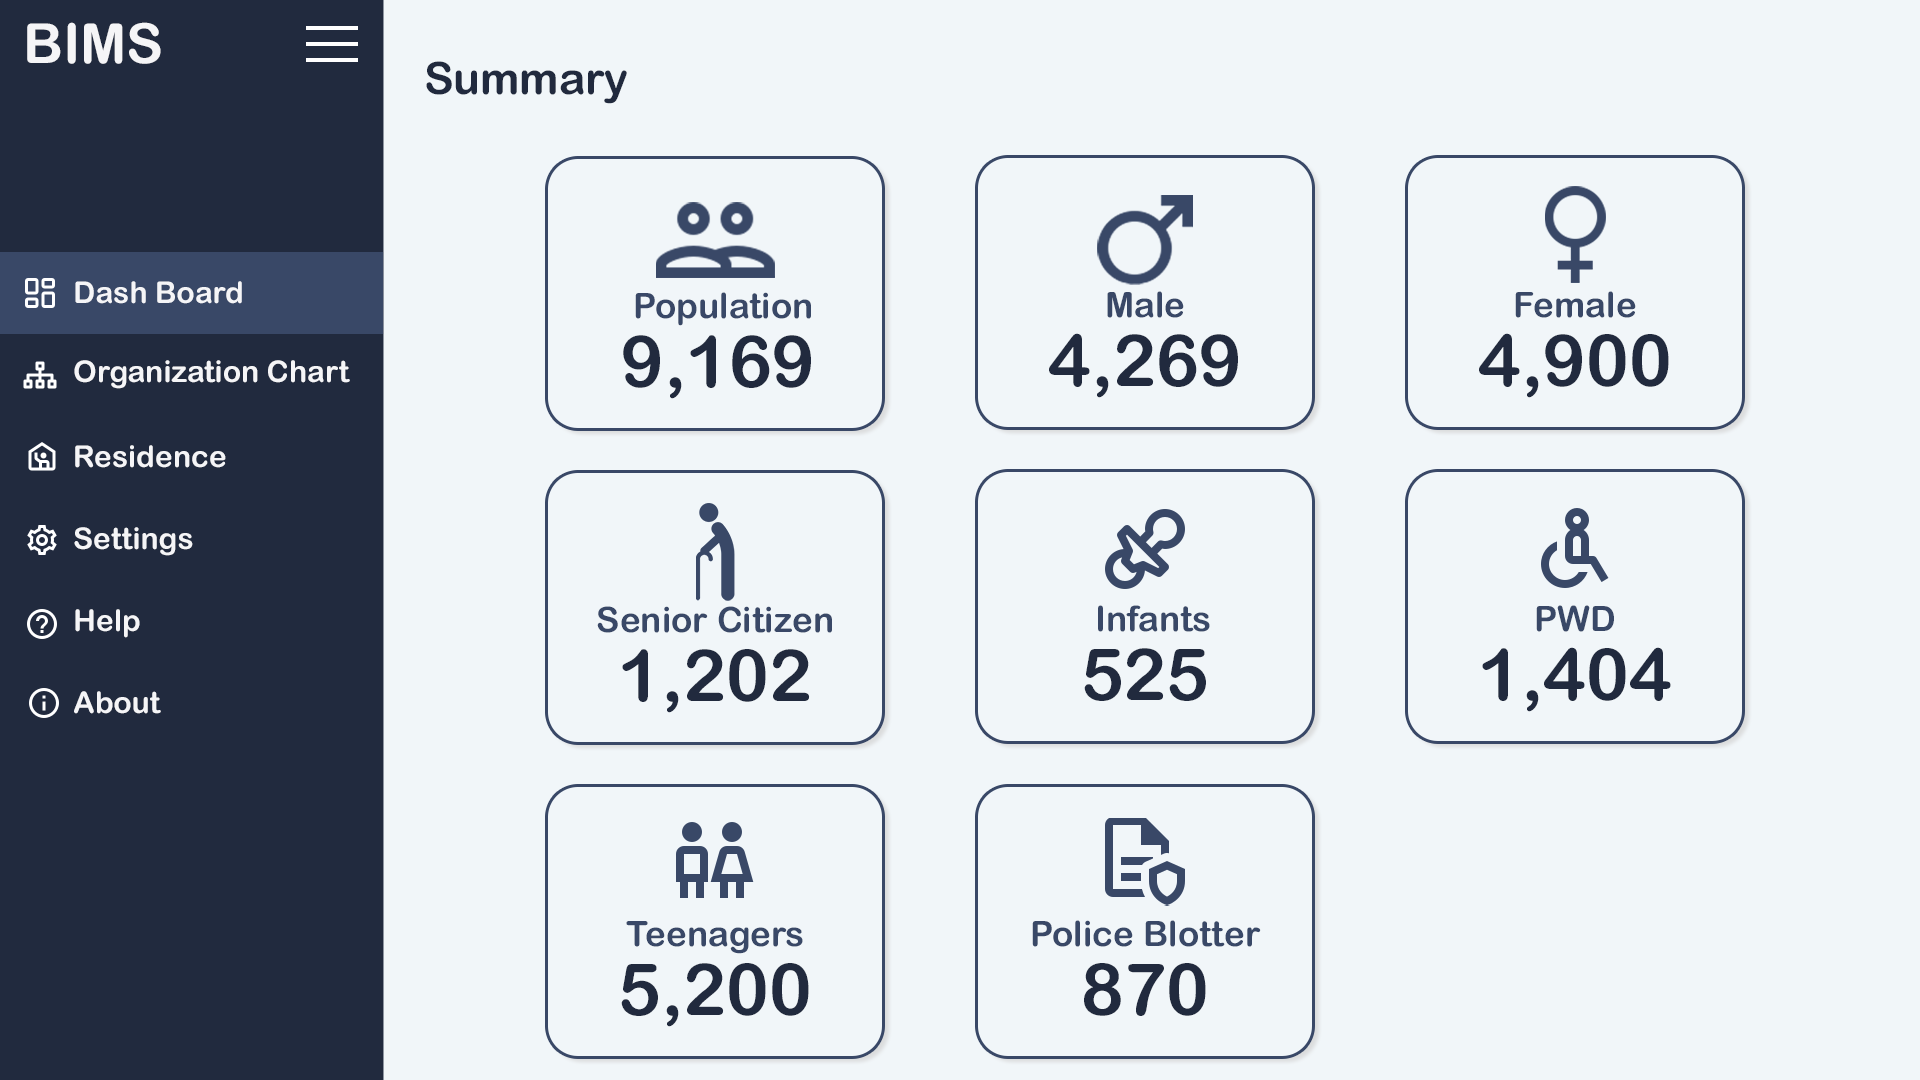 BIMS
Dash Board
Organization Chart
Residence
Settings
Help
About
Summary
Population
9,169
Male
4,269
Female
4,900
Senior Citizen
1,202
Infants
525
PWD
1,404
Teenagers
5,200
Police Blotter
870